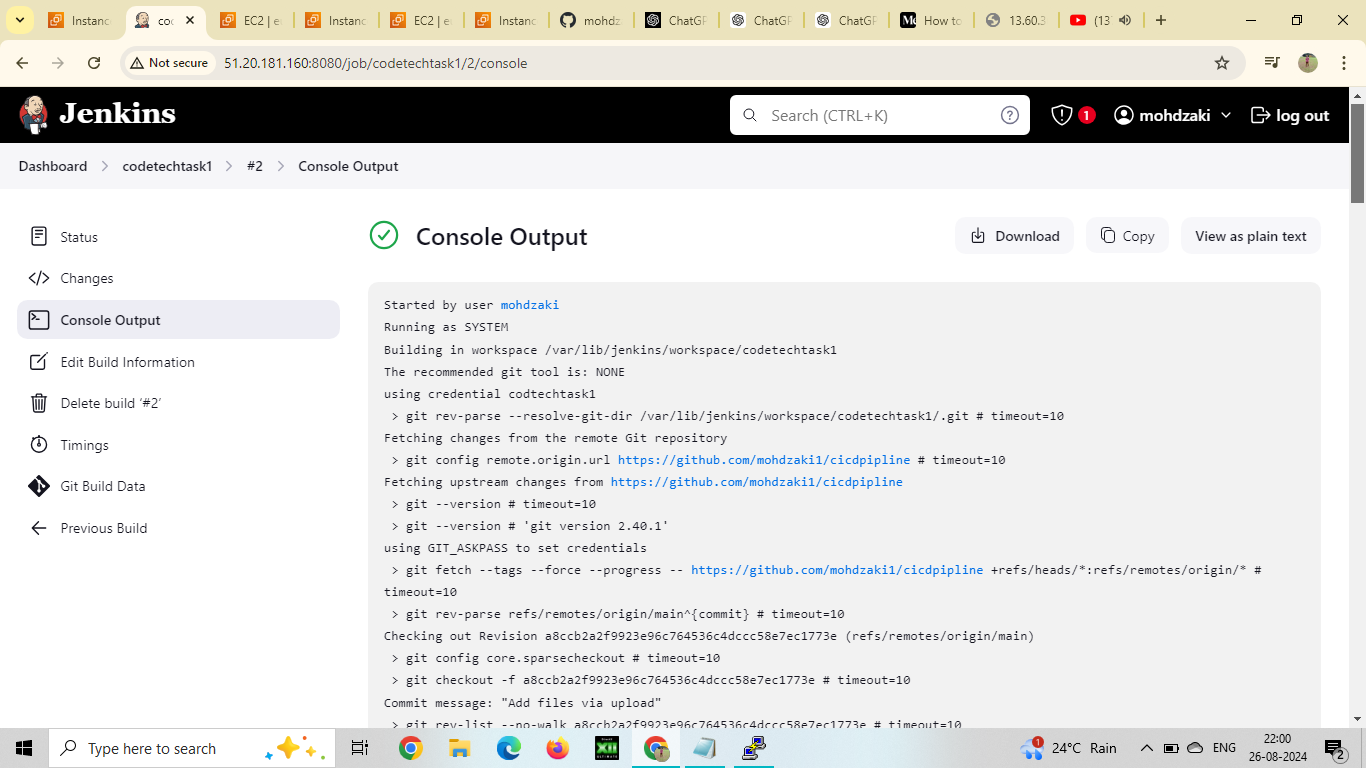 Instanc
coc
EC2 | e
Instanc
EC2 | e
Instanc
mohdz
ChatGP
ChatGP
ChatGP
How to
13.60.3
(13
Not secure
51.20.181.160:8080/job/codetechtask1/2/console
Jenkins
Search (CTRL+K)
1
mohdzaki
log out
Dashboard
codetechtask1
#2
Console Output
Status
Changes
Console Output
Edit Build Information
Delete build ‘#2’
Timings
Git Build Data
Previous Build
Console Output
Download
Copy
View as plain text
Started by user mohdzaki
Running as SYSTEM
Building in workspace /var/lib/jenkins/workspace/codetechtask1
The recommended git tool is: NONE
using credential codtechtask1
> git rev-parse --resolve-git-dir /var/lib/jenkins/workspace/codetechtask1/.git # timeout=10
Fetching changes from the remote Git repository
> git config remote.origin.url https://github.com/mohdzaki1/cicdpipline # timeout=10
Fetching upstream changes from https://github.com/mohdzaki1/cicdpipline
> git --version # timeout=10
> git --version # 'git version 2.40.1'
using GIT_ASKPASS to set credentials
> git fetch --tags --force --progress -- https://github.com/mohdzaki1/cicdpipline +refs/heads/*:refs/remotes/origin/* #
timeout=10
> git rev-parse refs/remotes/origin/main^{commit} # timeout=10
Checking out Revision a8ccb2a2f9923e96c764536c4dccc58e7ec1773e (refs/remotes/origin/main)
> git config core.sparsecheckout # timeout=10
> git checkout -f a8ccb2a2f9923e96c764536c4dccc58e7ec1773e # timeout=10
Commit message: "Add files via upload"
> git rev-list --no-walk a8ccb2a2f9923e96c764536c4dccc58e7ec1773e # timeout=10
Type here to search
XII
1
24°C Rain
ENG
22:00
26-08-2024
2